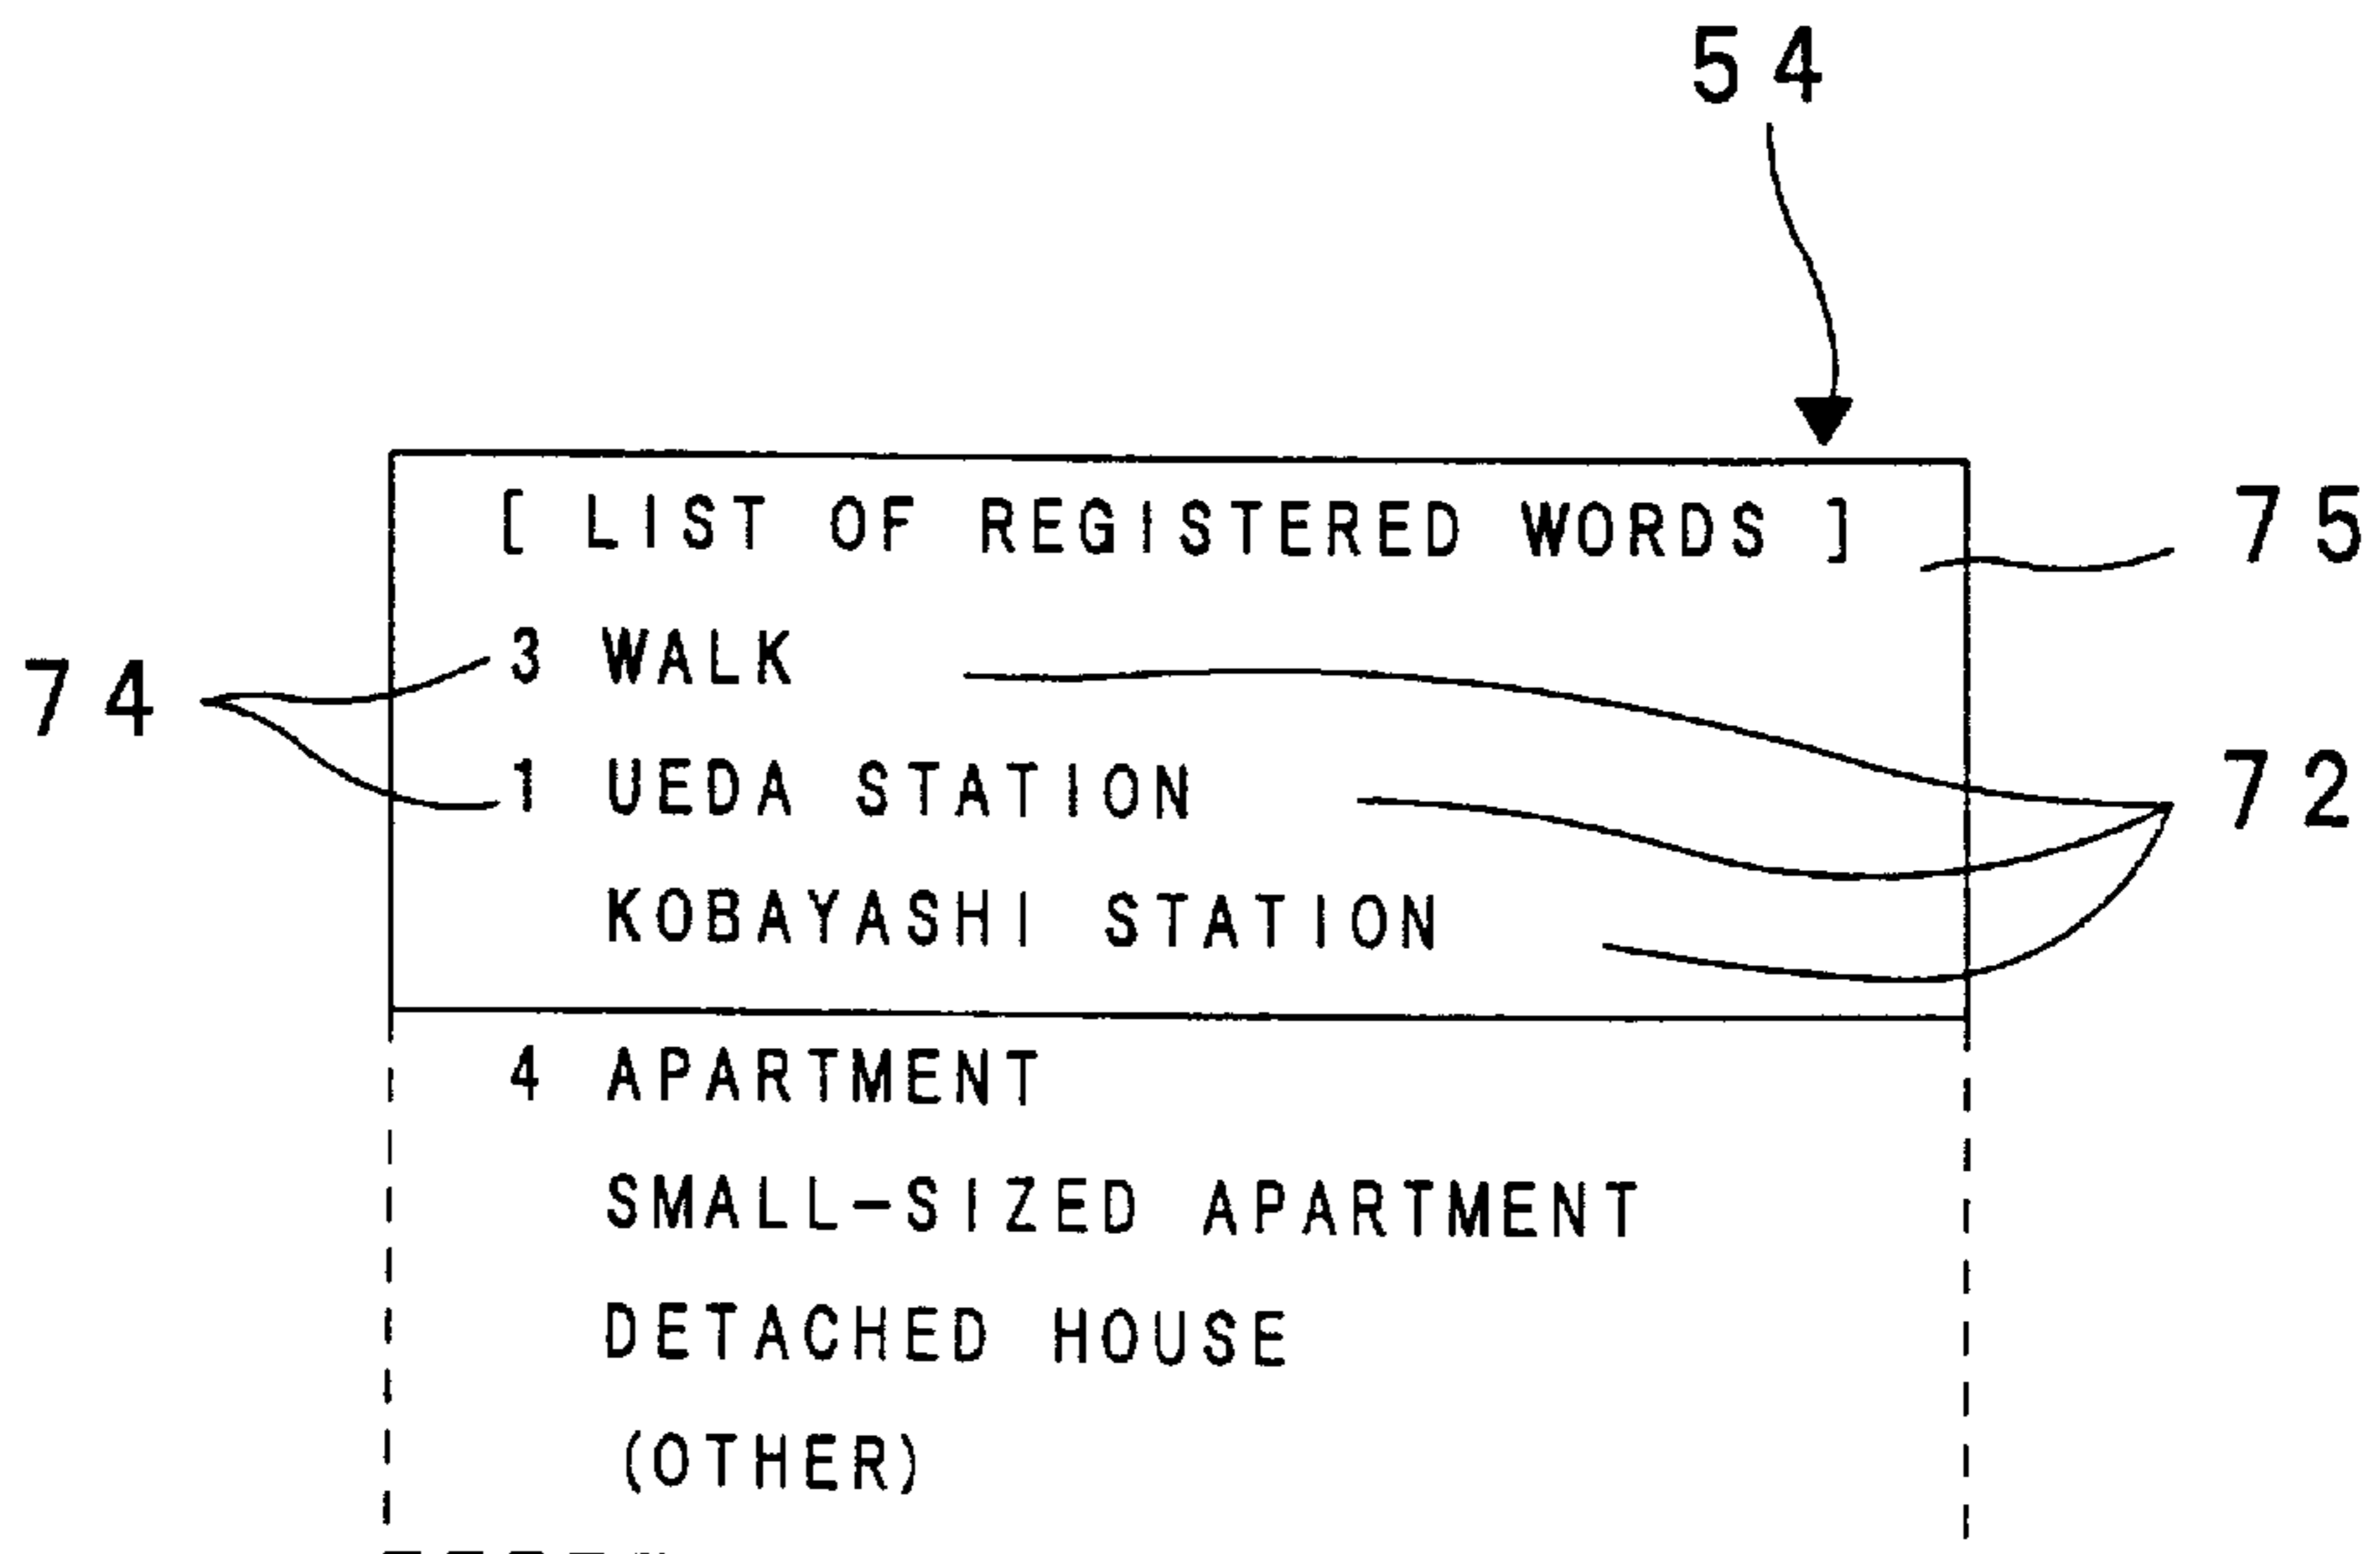 54
[ LIST OF REGISTERED WORDS ]
75
3 WALK
74
1 UEDA STATION
72
KOBAYASHI STATION
4 APARTMENT
SMALL-SIZED APARTMENT
DETACHED HOUSE
(OTHER)